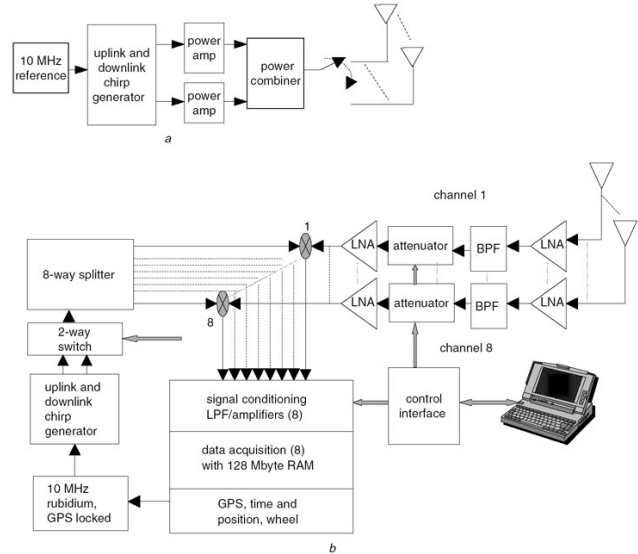 10 MHz
reference
uplink and
downlink
chirp
generator
power
amp
power
amp
power
combiner
a
channel 1
1
LNA
attenuator
BPF
LNA
8-way splitter
8
LNA
attenuator
BPF
LNA
2-way
switch
channel 8
uplink and
downlink
chirp
generator
signal conditioning
LPF/amplifiers (8)
control
interface
data acquisition (8)
with 128 Mbyte RAM
10 MHz
rubidium,
GPS locked
GPS, time and
position, wheel
b